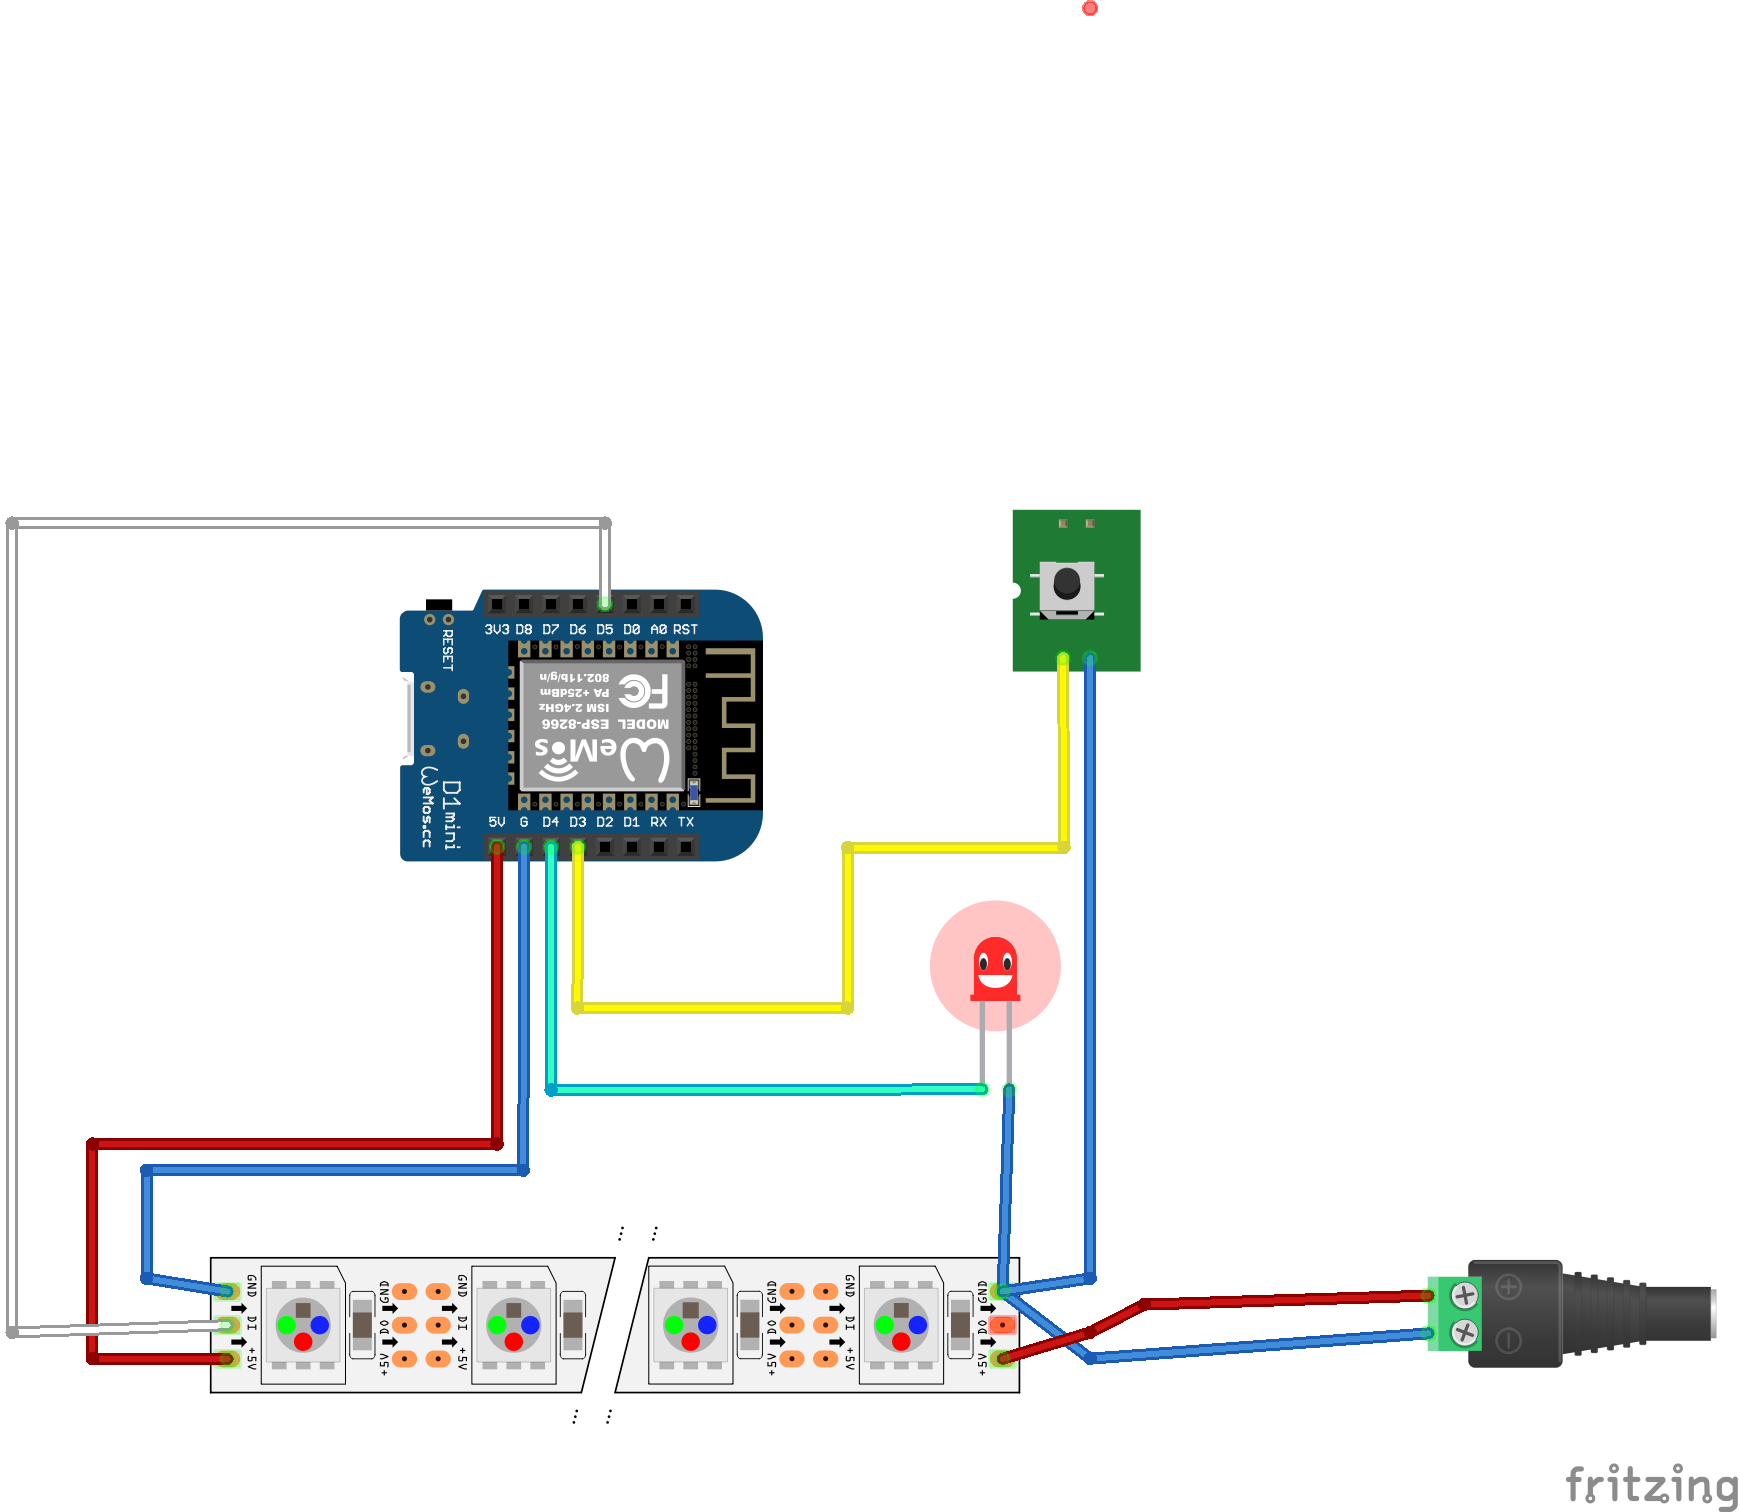 3V3 D8 D7 D6 D5 D0 A0 RST
RESET
802.11b/g/n
PA +25dBm
ISM 2.4GHz
MODEL ESP-8266
FC
WeMos
D1mini
WeMos.cc
5V G D4 D3 D2 D1 RX TX
GND GND GND GND GND GND
DI DO DI DO DI DO
+5V +5V +5V +5V +5V +5V
fritzing